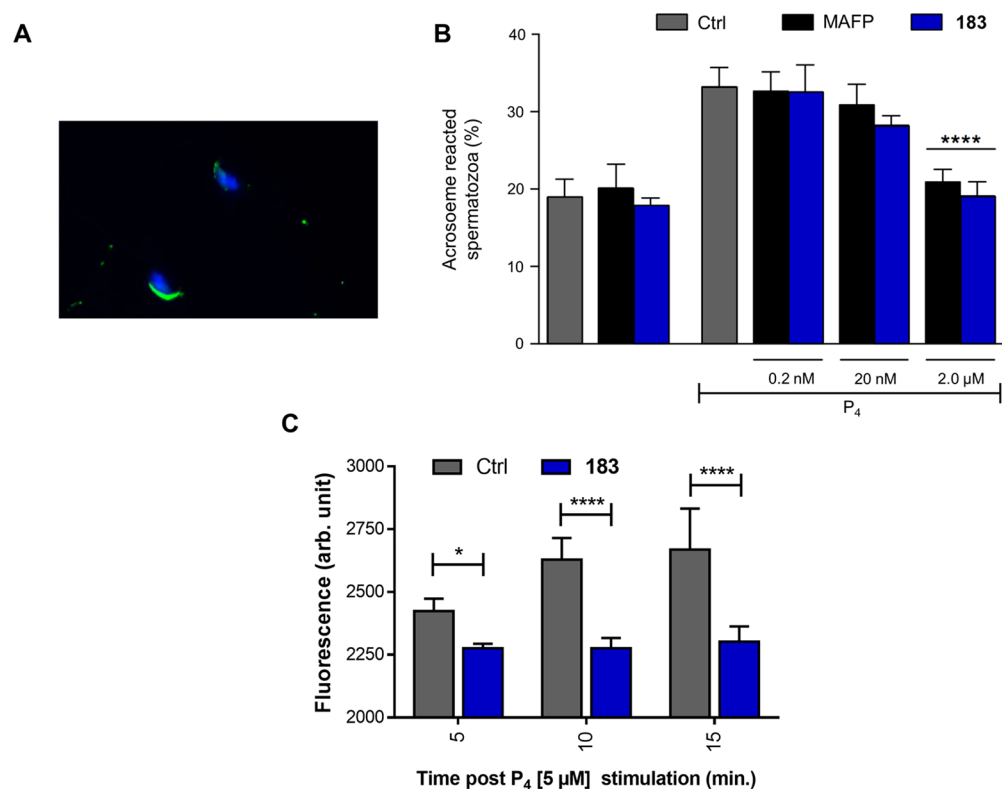 A
B
Ctrl MAFP 183
Acrosoeme reacted
spermatozoa (%)
40
30
20
10
0
****
0.2 nM 20 nM 2.0 µM
P4
C
Ctrl 183
Fluorescence (arb. unit)
3000
2750
2500
2250
2000
* **** ****
5 10 15
Time post P4 [5 µM] stimulation (min.)